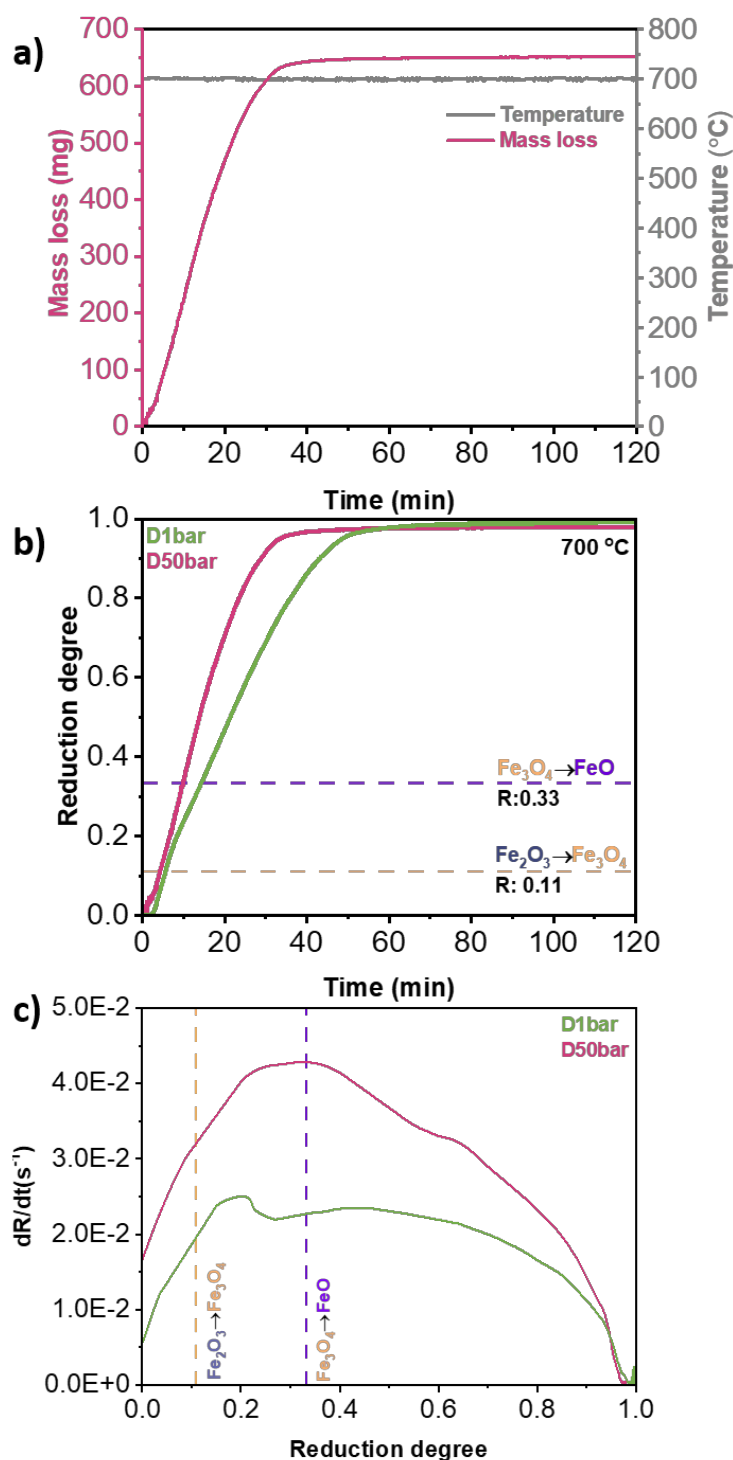 a)
700
600
500
400
300
200
100
0
Mass loss (mg)
800
700
600
500
400
300
200
100
0
Temperature (°C)
Temperature
Mass loss
0 20 40 60 80 100 120
Time (min)
b)
1.0
0.8
0.6
0.4
0.2
0.0
Reduction degree
D1bar
D50bar
700 °C
Fe₃O₄→FeO
R:0.33
Fe₂O₃→Fe₃O₄
R: 0.11
0 20 40 60 80 100 120
Time (min)
c)
5.0E-2
4.0E-2
3.0E-2
2.0E-2
1.0E-2
0.0E+0
dR/dt(s⁻¹)
D1bar
D50bar
Fe₂O₃→Fe₃O₄
Fe₃O₄→FeO
0.0 0.2 0.4 0.6 0.8 1.0
Reduction degree